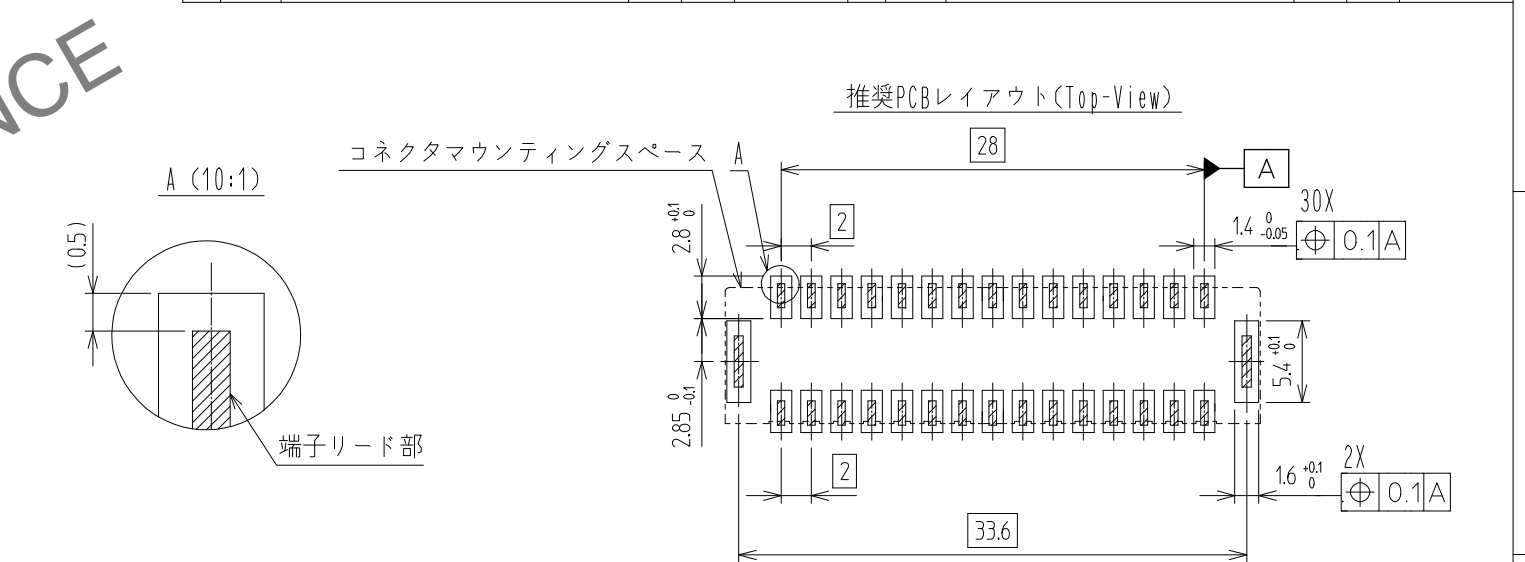 NCE
推奨PCBレイアウト(Top-View)
28
A
コネクタマウンティングスペース
A
A (10:1)
(0.5)
端子リード部
2.8 +0.1 0
2
30X
1.4 0 -0.05
⌖ 0.1 A
2.85 0 -0.1
5.4 +0.1 0
2
2X
1.6 +0.1 0
⌖ 0.1 A
33.6